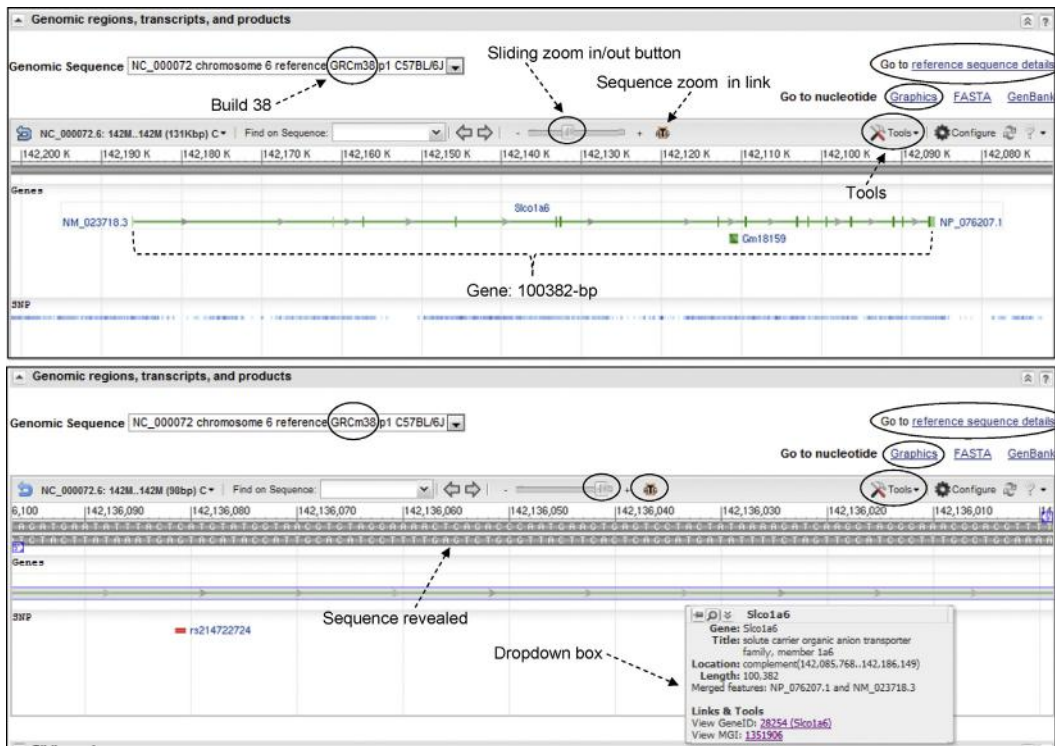 Genomic regions, transcripts, and products
Sliding zoom in/out button
Genomic Sequence NC_000072 chromosome 6 reference GRCm38.p1 C57BL/6J
Go to reference sequence details
Sequence zoom in link
Build 38
Go to nucleotide Graphics FASTA GenBank
NC_000072.6: 142M..142M (131Kbp) C Find on Sequence: - + Tools Configure ?
142,200 K 142,190 K 142,180 K 142,170 K 142,160 K 142,150 K 142,140 K 142,130 K 142,120 K 142,110 K 142,100 K 142,090 K 142,080 K
Tools
Genes
Slco1a6
NM_023718.3 NP_076207.1
Gm18159
Gene: 100382-bp
SNP
Genomic regions, transcripts, and products
Genomic Sequence NC_000072 chromosome 6 reference GRCm38.p1 C57BL/6J
Go to reference sequence details
Go to nucleotide Graphics FASTA GenBank
NC_000072.6: 142M..142M (98bp) C Find on Sequence: - + Tools Configure ?
6,100 142,136,090 142,136,080 142,136,070 142,136,060 142,136,050 142,136,040 142,136,030 142,136,020 142,136,010
Genes
Sequence revealed
SNP
rs214722724
Dropdown box
Slco1a6
Gene: Slco1a6
Title: solute carrier organic anion transporter
family, member 1a6
Location: complement(142,085,768..142,186,149)
Length: 100,382
Merged features: NP_076207.1 and NM_023718.3
Links & Tools
View GeneID: 28254 (Slco1a6)
View MGI: 1351906